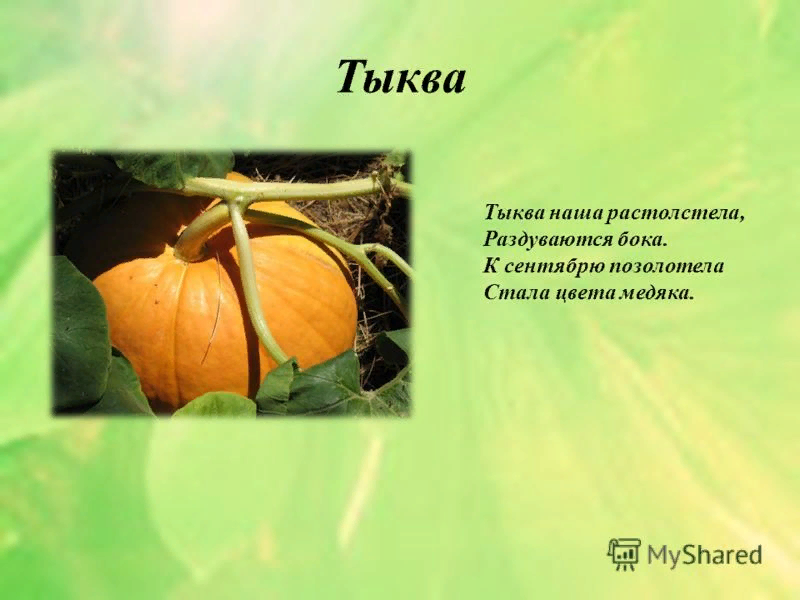 Тыква
Тыква наша растолстела,
Раздуваются бока.
К сентябрю позолотела
Стала цвета медяка.
MyShared